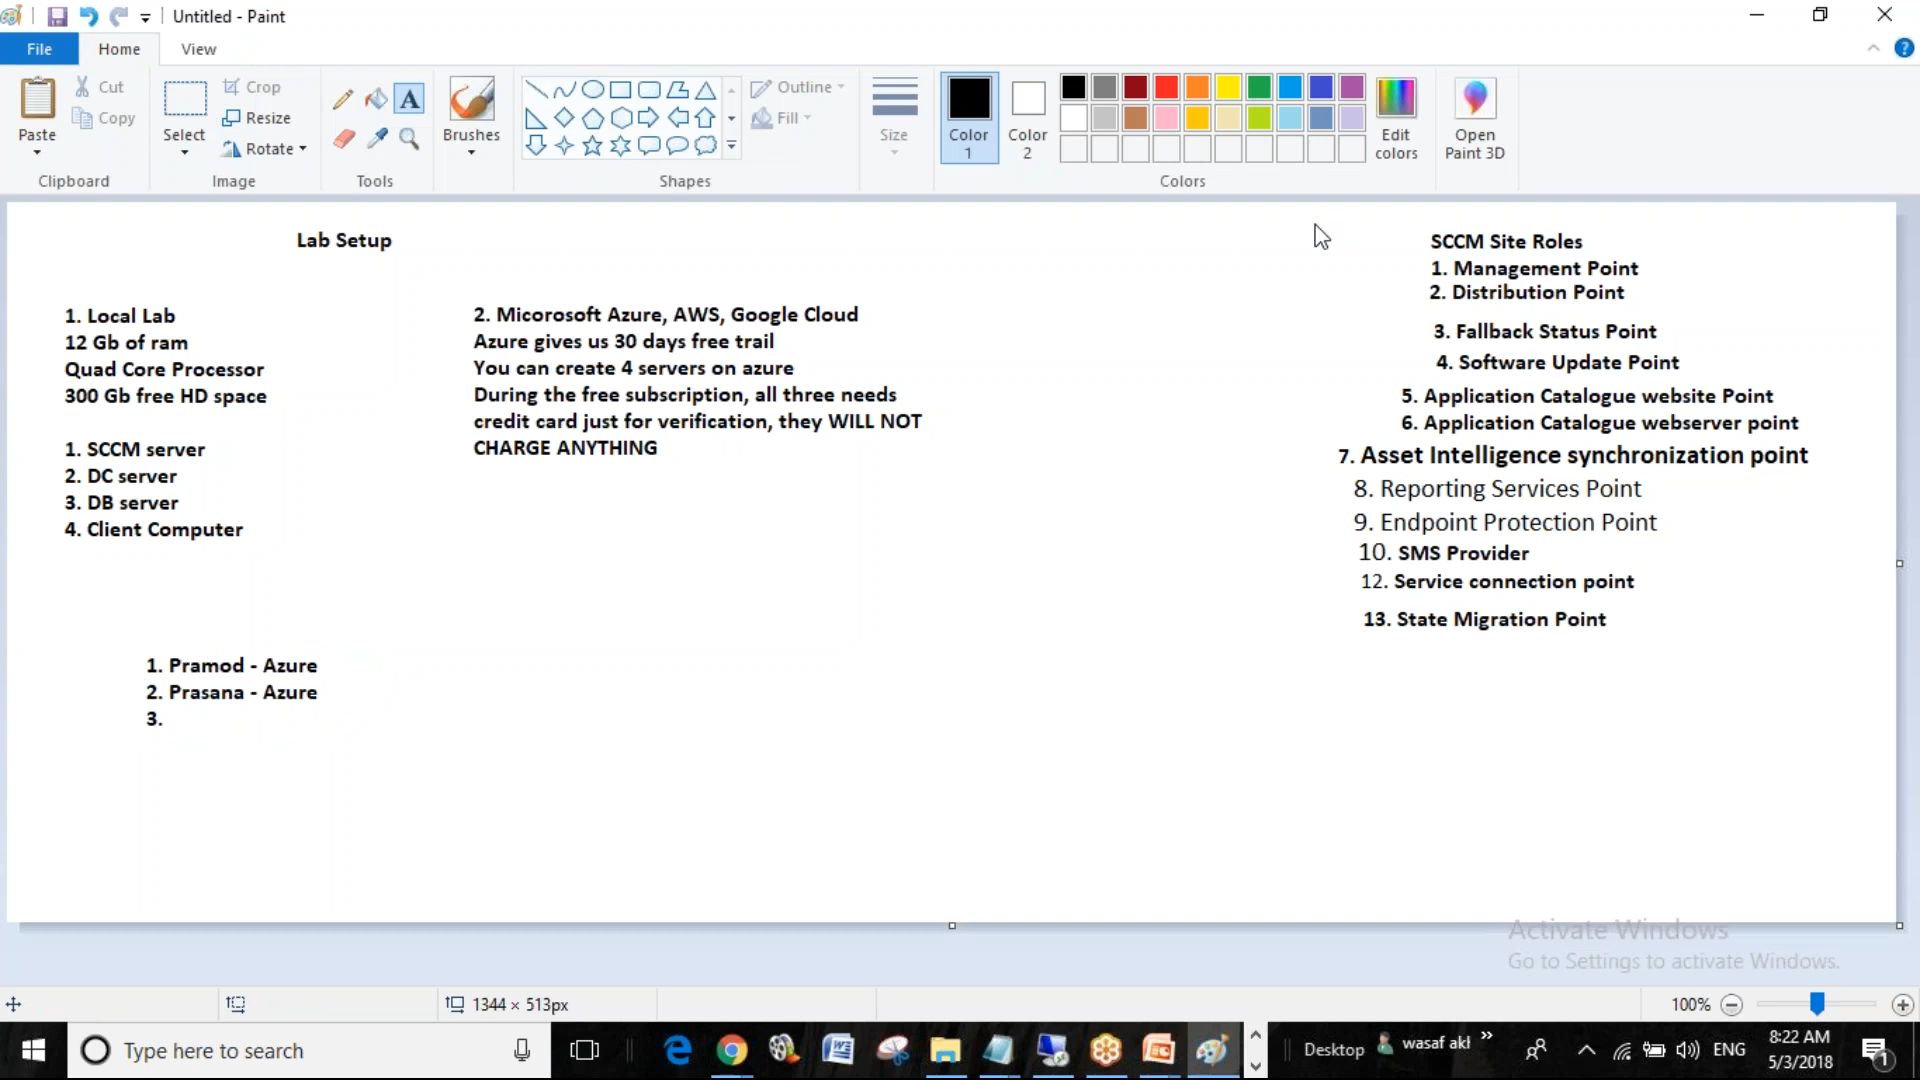 Untitled - Paint
File Home View
Paste
Cut
Copy
Clipboard
Select
Crop
Resize
Rotate
Image
Tools
Brushes
Shapes
Outline
Fill
Size
Color 1
Color 2
Colors
Edit colors
Open Paint 3D
Lab Setup
1. Local Lab
12 Gb of ram
Quad Core Processor
300 Gb free HD space
1. SCCM server
2. DC server
3. DB server
4. Client Computer
2. Micorosoft Azure, AWS, Google Cloud
Azure gives us 30 days free trail
You can create 4 servers on azure
During the free subscription, all three needs
credit card just for verification, they WILL NOT
CHARGE ANYTHING
SCCM Site Roles
1. Management Point
2. Distribution Point
3. Fallback Status Point
4. Software Update Point
5. Application Catalogue website Point
6. Application Catalogue webserver point
7. Asset Intelligence synchronization point
8. Reporting Services Point
9. Endpoint Protection Point
10. SMS Provider
12. Service connection point
13. State Migration Point
1. Pramod - Azure
2. Prasana - Azure
3.
Activate Windows
Go to Settings to activate Windows.
1344 × 513px
100%
Type here to search
Desktop
wasaf akl
ENG
8:22 AM
5/3/2018
1